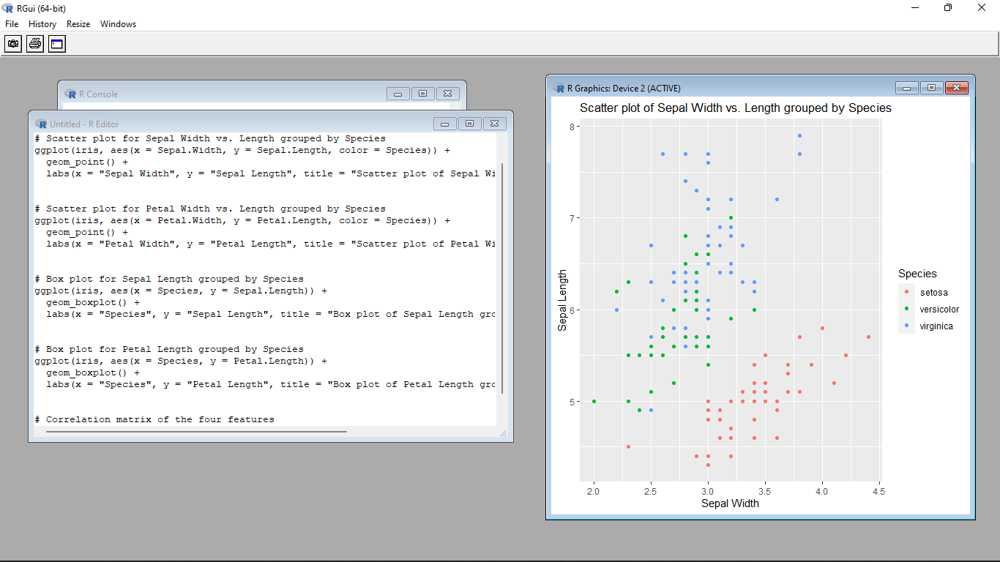 RGui (64-bit)
File History Resize Windows
R Console
Untitled - R Editor
# Scatter plot for Sepal Width vs. Length grouped by Species
ggplot(iris, aes(x = Sepal.Width, y = Sepal.Length, color = Species)) +
  geom_point() +
  labs(x = "Sepal Width", y = "Sepal Length", title = "Scatter plot of Sepal Wi
# Scatter plot for Petal Width vs. Length grouped by Species
ggplot(iris, aes(x = Petal.Width, y = Petal.Length, color = Species)) +
  geom_point() +
  labs(x = "Petal Width", y = "Petal Length", title = "Scatter plot of Petal Wi
# Box plot for Sepal Length grouped by Species
ggplot(iris, aes(x = Species, y = Sepal.Length)) +
  geom_boxplot() +
  labs(x = "Species", y = "Sepal Length", title = "Box plot of Sepal Length gro
# Box plot for Petal Length grouped by Species
ggplot(iris, aes(x = Species, y = Petal.Length)) +
  geom_boxplot() +
  labs(x = "Species", y = "Petal Length", title = "Box plot of Petal Length gro
# Correlation matrix of the four features
R Graphics: Device 2 (ACTIVE)
Scatter plot of Sepal Width vs. Length grouped by Species
8
7
6
5
Sepal Length
2.0 2.5 3.0 3.5 4.0 4.5
Sepal Width
Species
setosa
versicolor
virginica